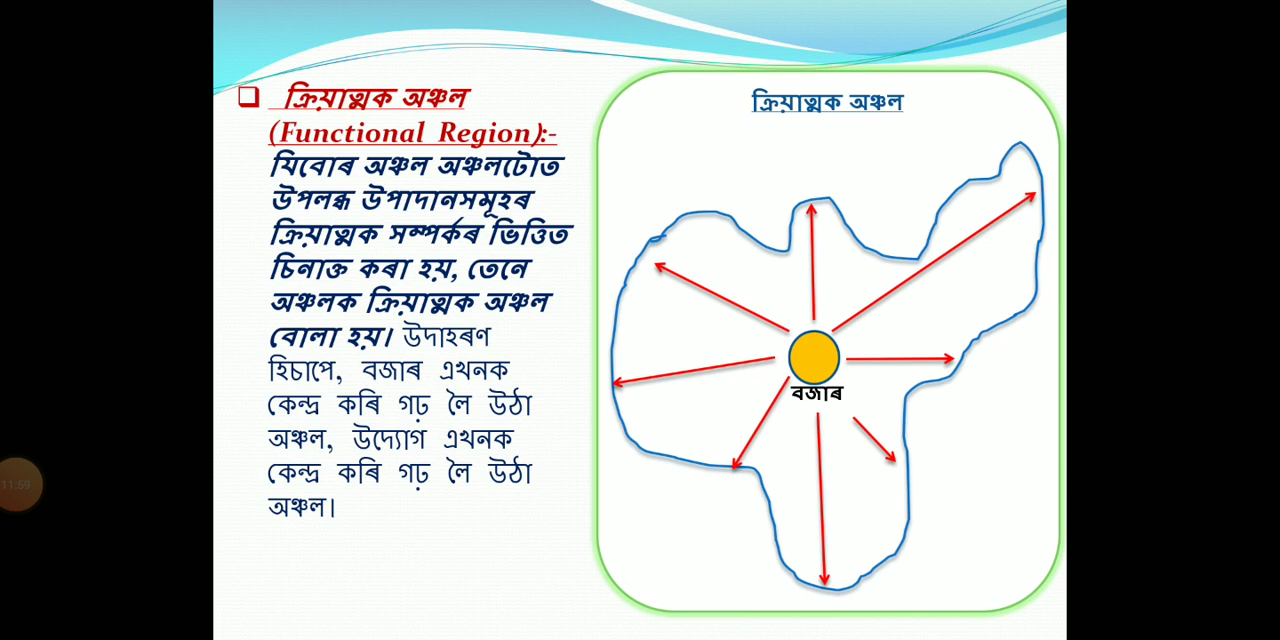 ক্ৰিয়াত্মক অঞ্চল
(Functional Region):-
যিবোৰ অঞ্চল অঞ্চলটোত
উপলব্ধ উপাদানসমূহৰ
ক্ৰিয়াত্মক সম্পৰ্কৰ ভিত্তিত
চিনাক্ত কৰা হয়, তেনে
অঞ্চলক ক্ৰিয়াত্মক অঞ্চল
বোলা হয়। উদাহৰণ
হিচাপে, বজাৰ এখনক
কেন্দ্ৰ কৰি গঢ় লৈ উঠা
অঞ্চল, উদ্যোগ এখনক
কেন্দ্ৰ কৰি গঢ় লৈ উঠা
অঞ্চল।
ক্ৰিয়াত্মক অঞ্চল
বজাৰ
11:59